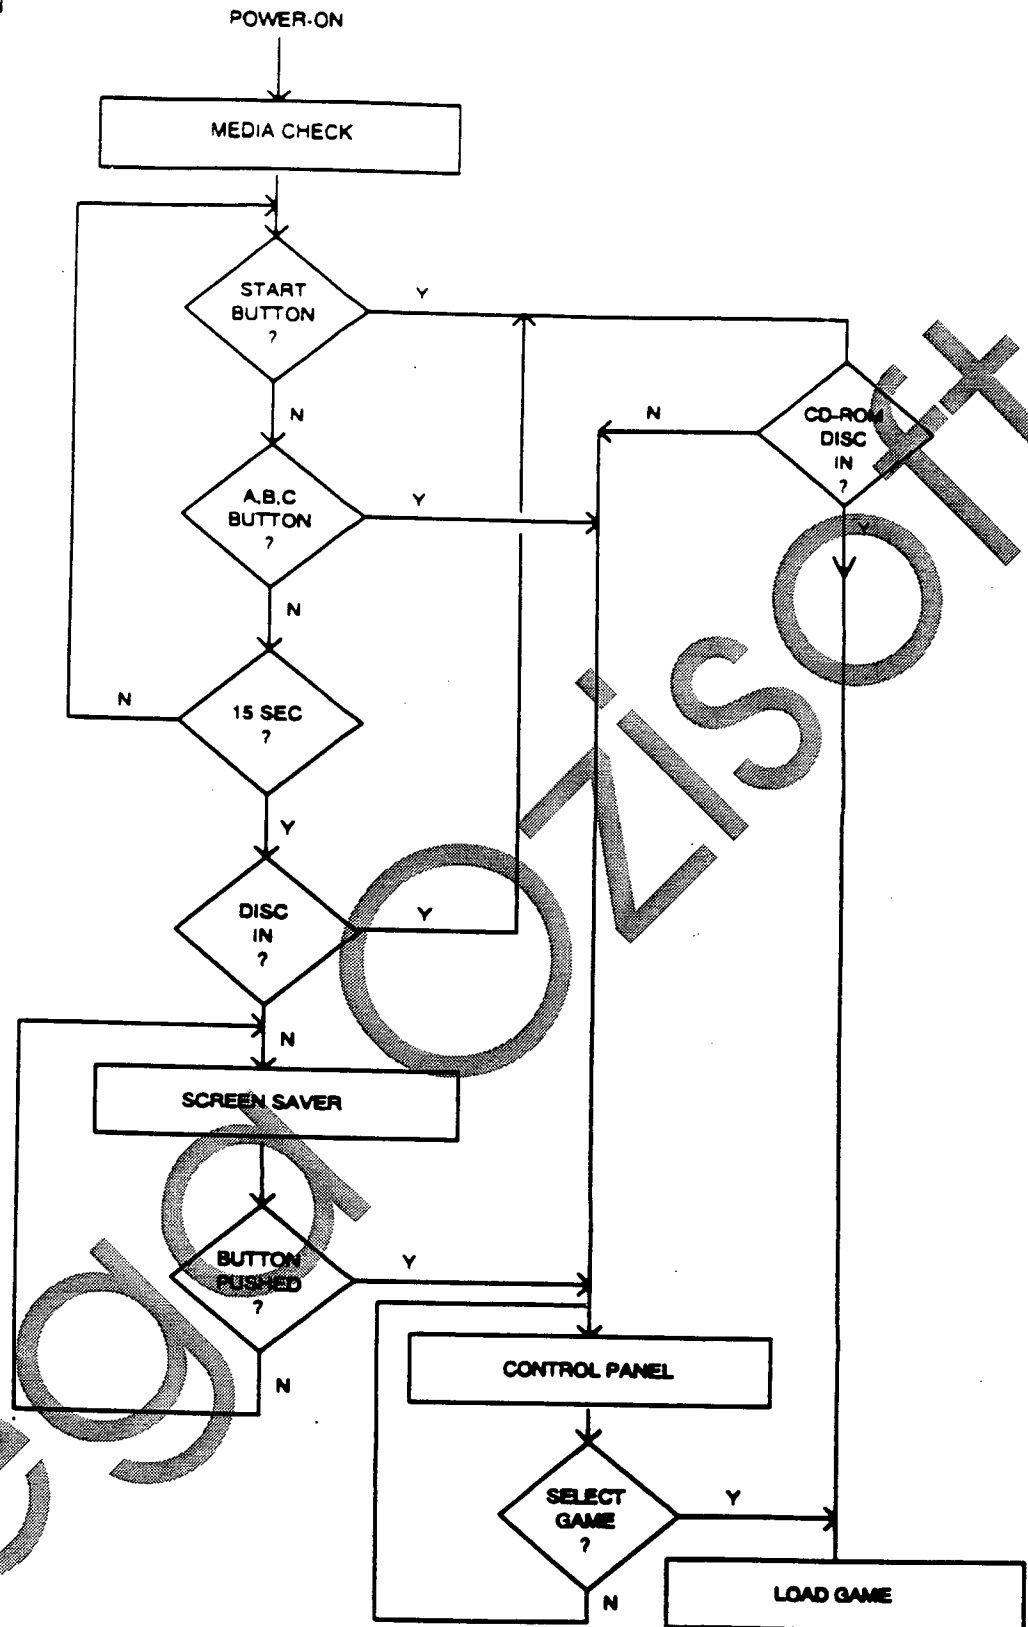 POWER-ON
MEDIA CHECK
START
BUTTON
?
Y
N
CD-ROM
DISC
IN
?
N
Y
A,B,C
BUTTON
?
Y
N
15 SEC
?
N
Y
DISC
IN
?
Y
N
SCREEN SAVER
BUTTON
PUSHED
?
Y
N
CONTROL PANEL
SELECT
GAME
?
Y
N
LOAD GAME
Ozisoft